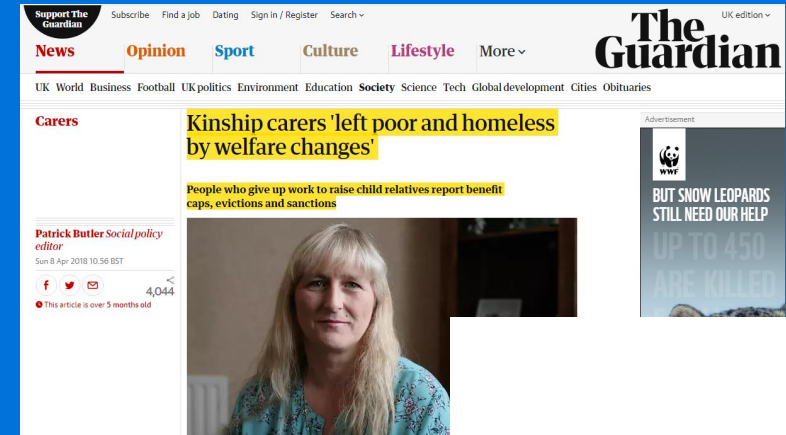 Support The
Guardian
Subscribe Find a job Dating Sign in / Register Search
UK edition
The
Guardian
News Opinion Sport Culture Lifestyle More
UK World Business Football UK politics Environment Education Society Science Tech Global development Cities Obituaries
Carers
Kinship carers 'left poor and homeless
by welfare changes'
People who give up work to raise child relatives report benefit
caps, evictions and sanctions
Patrick Butler Social policy
editor
Sun 8 Apr 2018 10.56 BST
4,044
This article is over 5 months old
Advertisement
WWF
BUT SNOW LEOPARDS
STILL NEED OUR HELP
UP TO 450
ARE KILLED